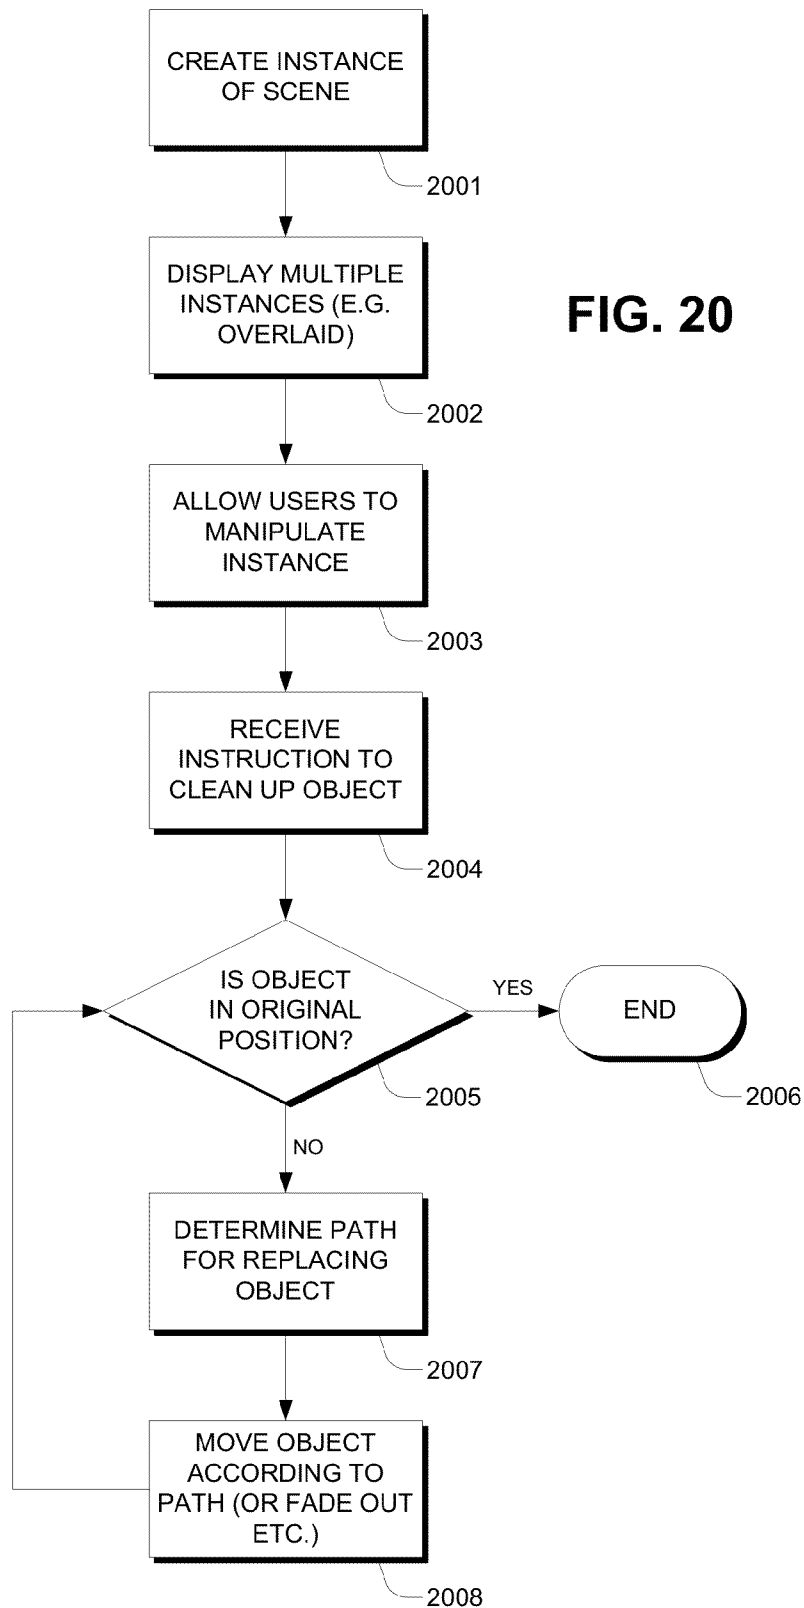 CREATE INSTANCE
OF SCENE
2001
DISPLAY MULTIPLE
INSTANCES (E.G.
OVERLAID)
FIG. 20
2002
ALLOW USERS TO
MANIPULATE
INSTANCE
2003
RECEIVE
INSTRUCTION TO
CLEAN UP OBJECT
2004
IS OBJECT
IN ORIGINAL
POSITION?
YES
END
2005
2006
NO
DETERMINE PATH
FOR REPLACING
OBJECT
2007
MOVE OBJECT
ACCORDING TO
PATH (OR FADE OUT
ETC.)
2008